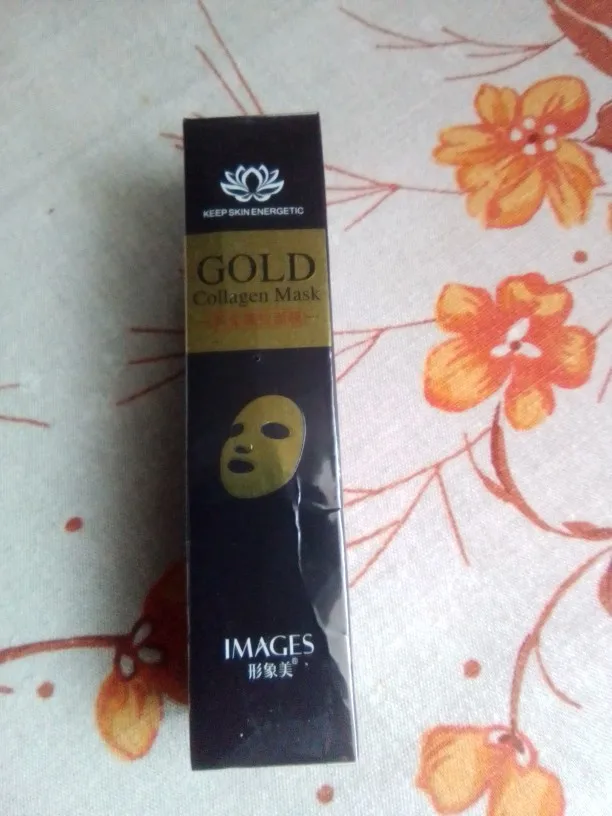 KEEP SKIN ENERGETIC
GOLD
Collagen Mask
IMAGES
形象美®